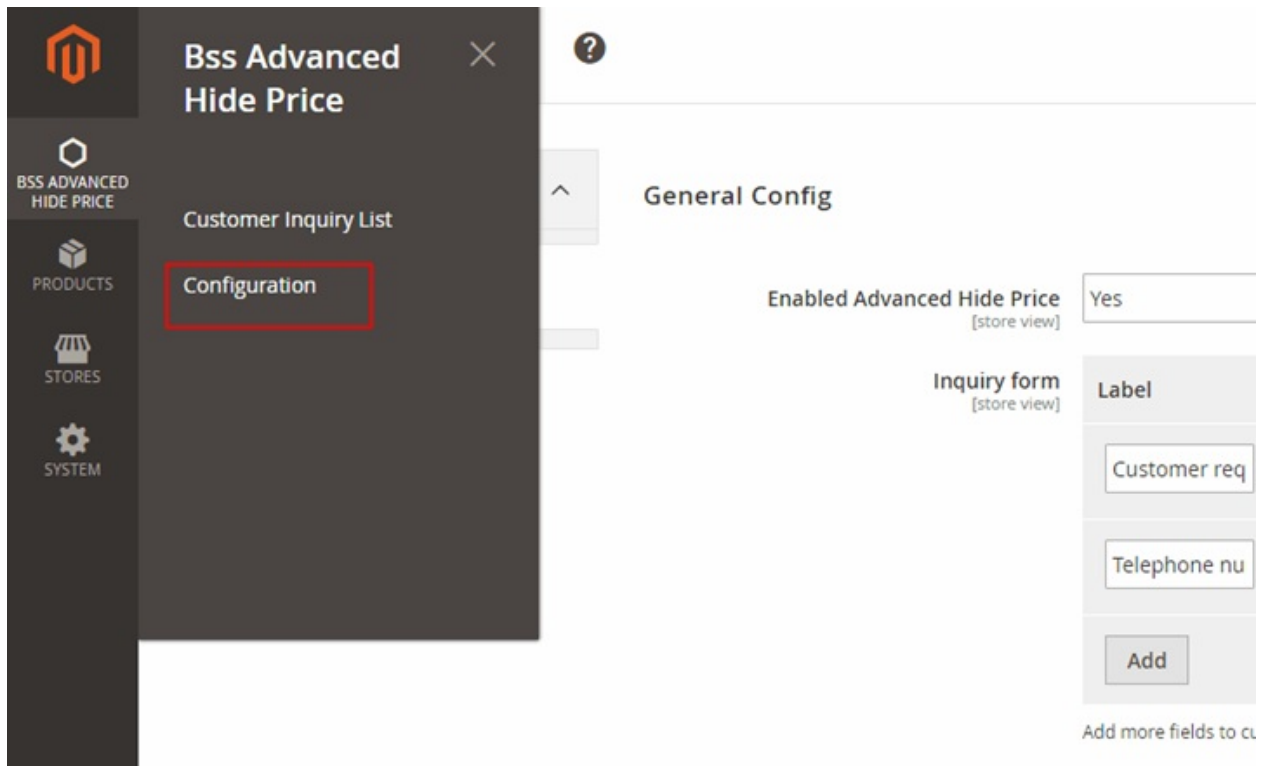 Bss Advanced
Hide Price
BSS ADVANCED
HIDE PRICE
Customer Inquiry List
Configuration
PRODUCTS
STORES
SYSTEM
General Config
Enabled Advanced Hide Price
[store view]
Yes
Inquiry form
[store view]
Label
Customer req
Telephone nu
Add
Add more fields to cu